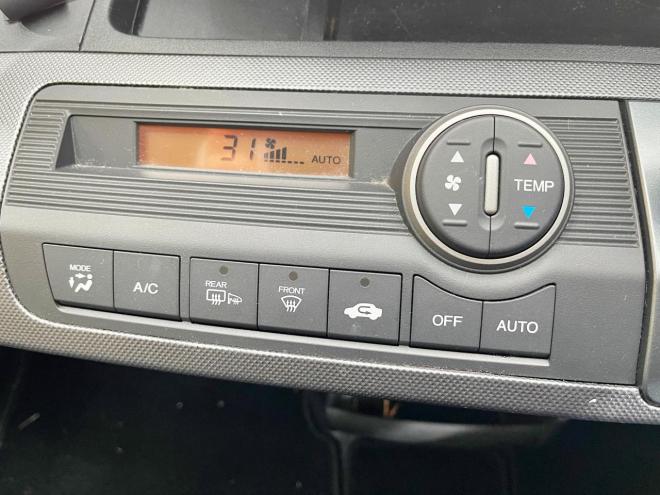 31 AUTO
TEMP
MODE
A/C
REAR
FRONT
OFF
AUTO